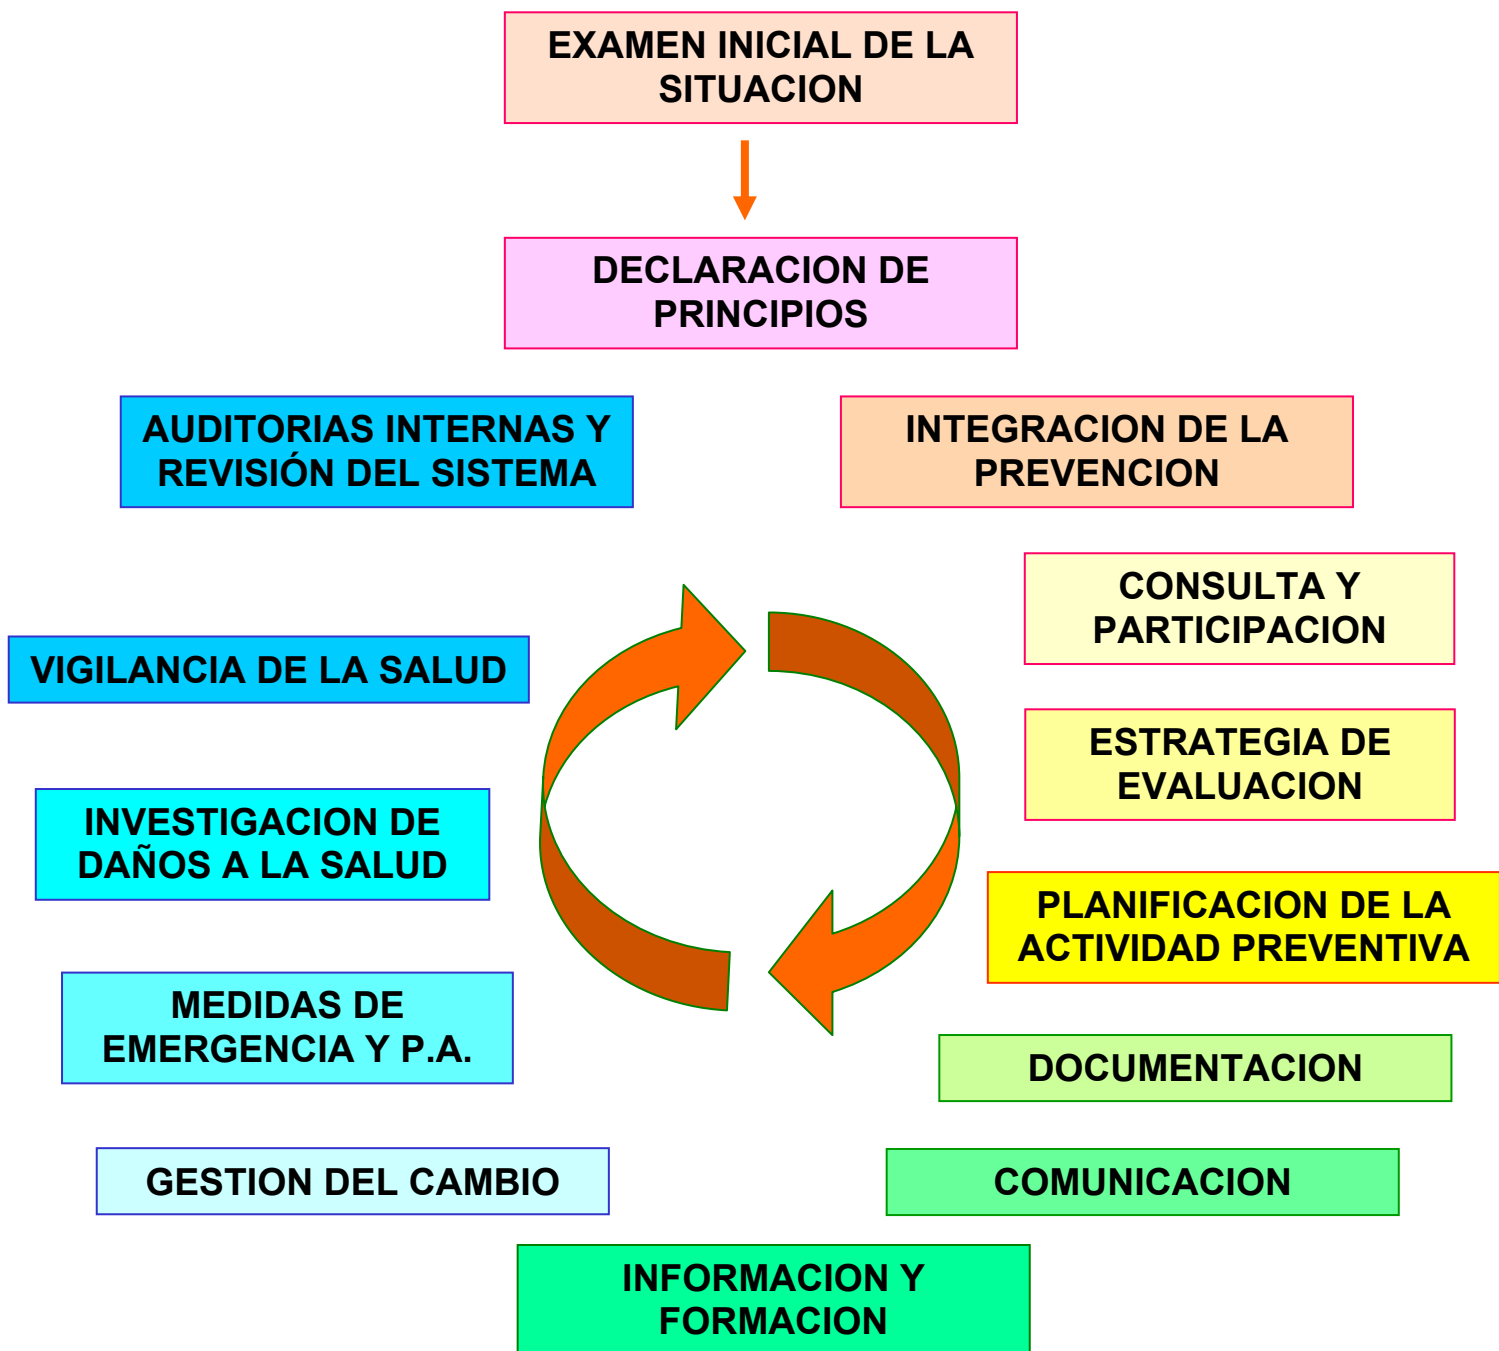 EXAMEN INICIAL DE LA
SITUACION
DECLARACION DE
PRINCIPIOS
AUDITORIAS INTERNAS Y
REVISIÓN DEL SISTEMA
INTEGRACION DE LA
PREVENCION
CONSULTA Y
PARTICIPACION
VIGILANCIA DE LA SALUD
ESTRATEGIA DE
EVALUACION
INVESTIGACION DE
DAÑOS A LA SALUD
PLANIFICACION DE LA
ACTIVIDAD PREVENTIVA
MEDIDAS DE
EMERGENCIA Y P.A.
DOCUMENTACION
GESTION DEL CAMBIO
COMUNICACION
INFORMACION Y
FORMACION